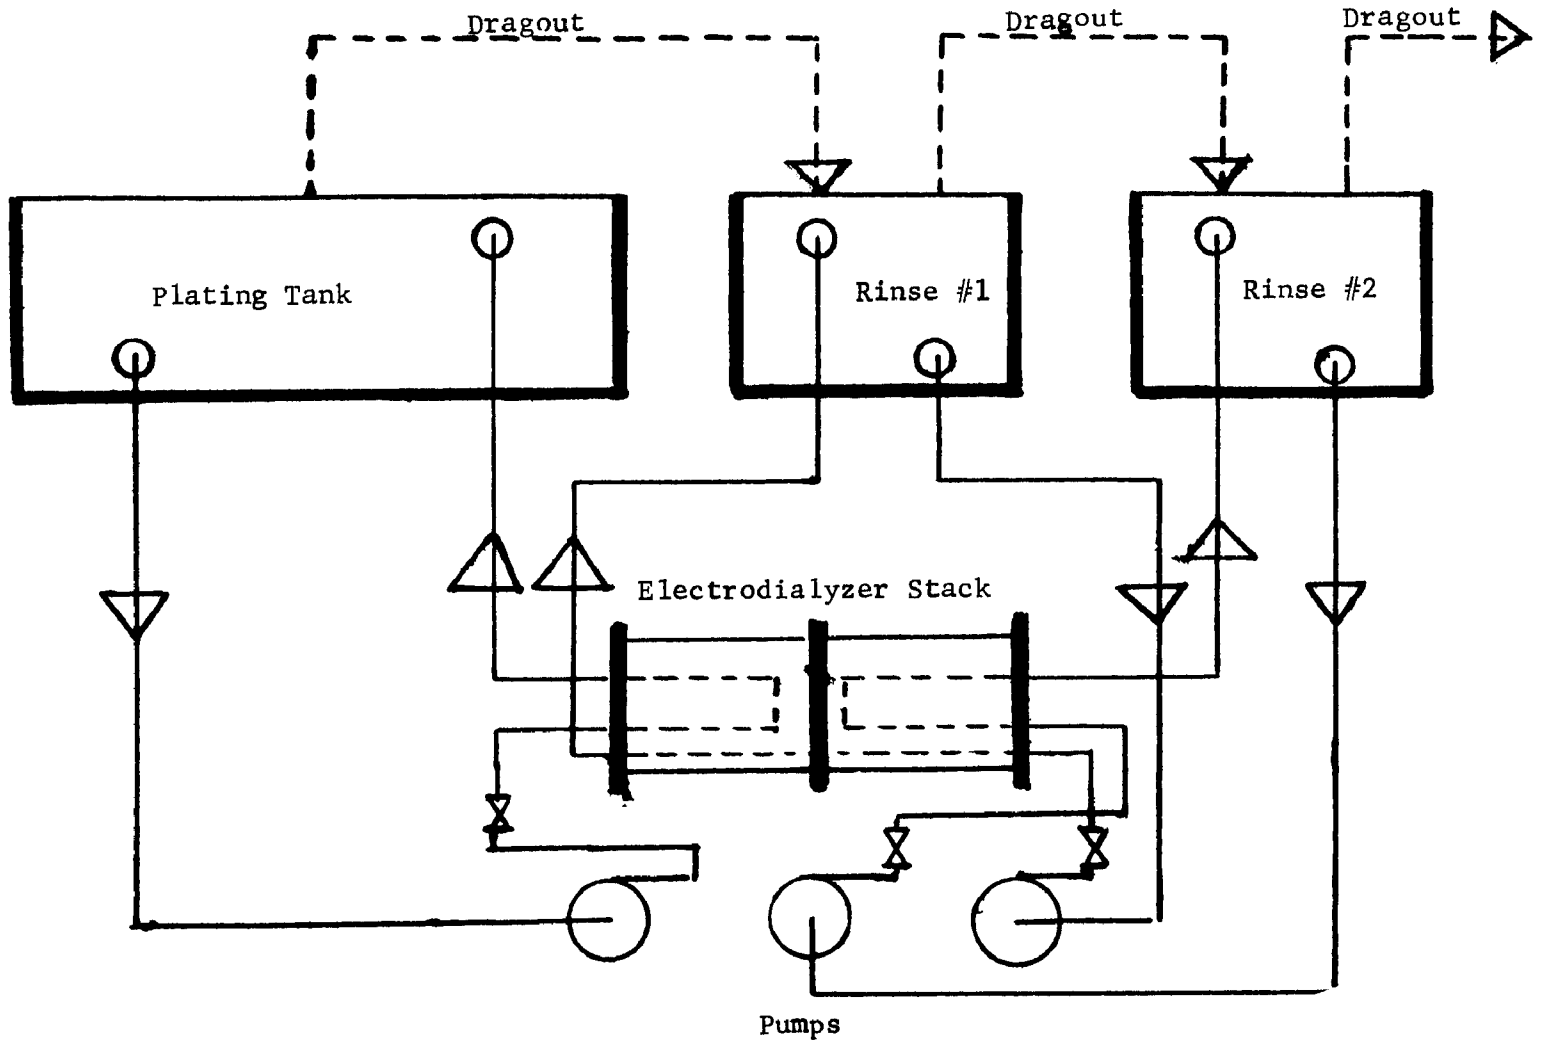 Dragout
Dragout
Dragout
Plating Tank
Rinse #1
Rinse #2
Electrodialyzer Stack
Pumps